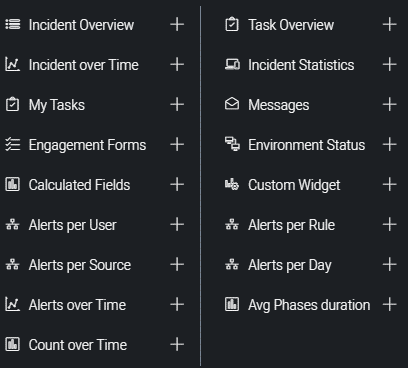 Incident Overview
Incident over Time
My Tasks
Engagement Forms
Calculated Fields
Alerts per User
Alerts per Source
Alerts over Time
Count over Time
Task Overview
Incident Statistics
Messages
Environment Status
Custom Widget
Alerts per Rule
Alerts per Day
Avg Phases duration